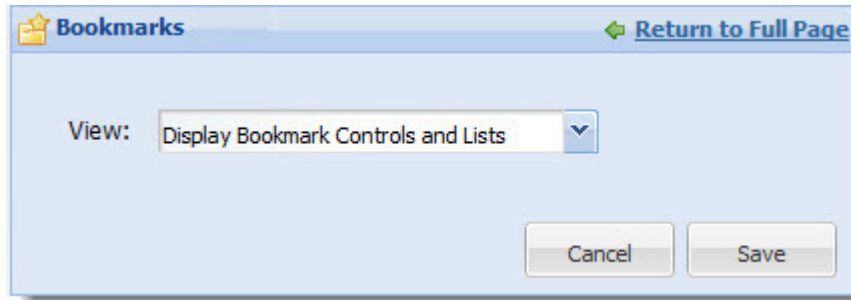 Bookmarks
Return to Full Page
View: Display Bookmark Controls and Lists
Cancel Save